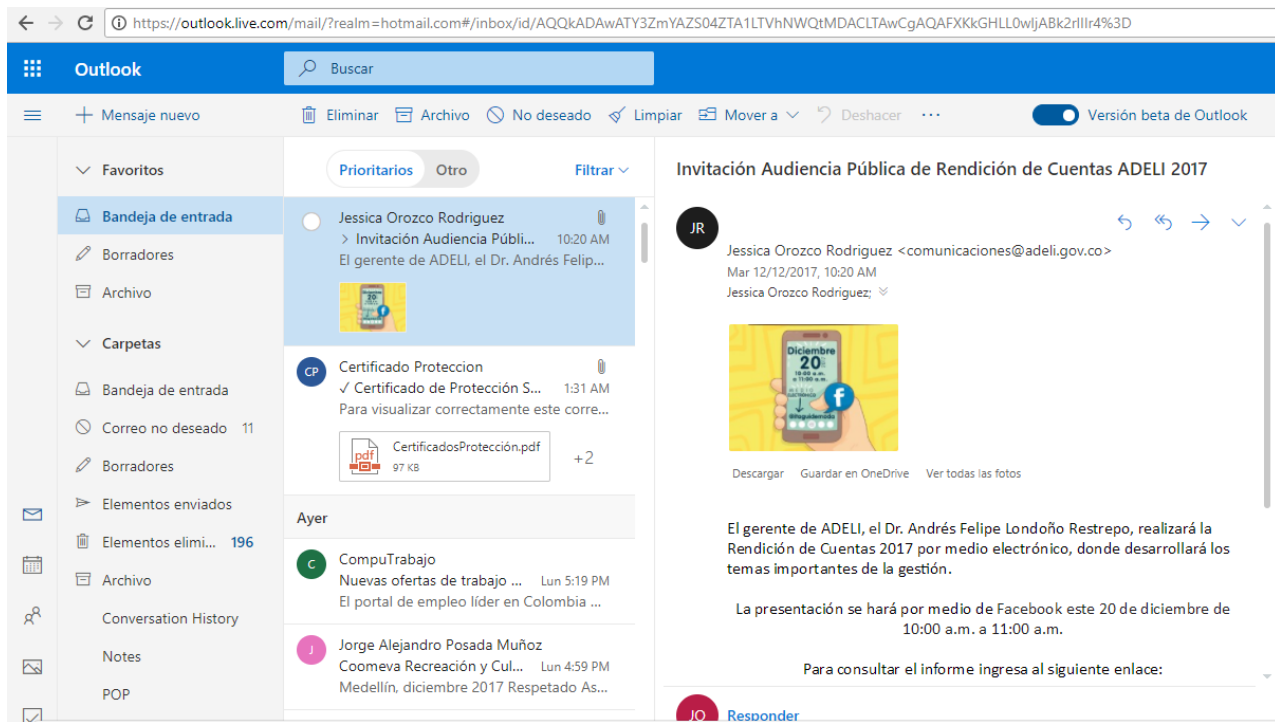 https://outlook.live.com/mail/?realm=hotmail.com#/inbox/id/AQQkADAwATY3ZmYAZS04ZTA1LTVhNWQtMDACLTAwCgAQAFXKkGHLL0wljABk2rlIIr4%3D
Outlook
Buscar
Mensaje nuevo
Eliminar Archivo No deseado Limpiar Mover a Deshacer ...
Versión beta de Outlook
Favoritos
Bandeja de entrada
Borradores
Archivo
Carpetas
Bandeja de entrada
Correo no deseado 11
Borradores
Elementos enviados
Elementos elimi... 196
Archivo
Conversation History
Notes
POP
Prioritarios Otro
Filtrar
Jessica Orozco Rodriguez
> Invitación Audiencia Públi... 10:20 AM
El gerente de ADELI, el Dr. Andrés Felip...
CP
Certificado Proteccion
✓ Certificado de Protección S... 1:31 AM
Para visualizar correctamente este corre...
pdf
CertificadosProtección.pdf
97 KB
+2
Ayer
C
CompuTrabajo
Nuevas ofertas de trabajo ... Lun 5:19 PM
El portal de empleo líder en Colombia ...
J
Jorge Alejandro Posada Muñoz
Coomeva Recreación y Cul... Lun 4:59 PM
Medellín, diciembre 2017 Respetado As...
Invitación Audiencia Pública de Rendición de Cuentas ADELI 2017
JR
Jessica Orozco Rodriguez <comunicaciones@adeli.gov.co>
Mar 12/12/2017, 10:20 AM
Jessica Orozco Rodriguez;
Diciembre
20
10:00 a.m.
a 11:00 a.m.
MEDIO
ELECTRÓNICO
f
Descargar Guardar en OneDrive Ver todas las fotos
El gerente de ADELI, el Dr. Andrés Felipe Londoño Restrepo, realizará la
Rendición de Cuentas 2017 por medio electrónico, donde desarrollará los
temas importantes de la gestión.
La presentación se hará por medio de Facebook este 20 de diciembre de
10:00 a.m. a 11:00 a.m.
Para consultar el informe ingresa al siguiente enlace:
JO
Responder